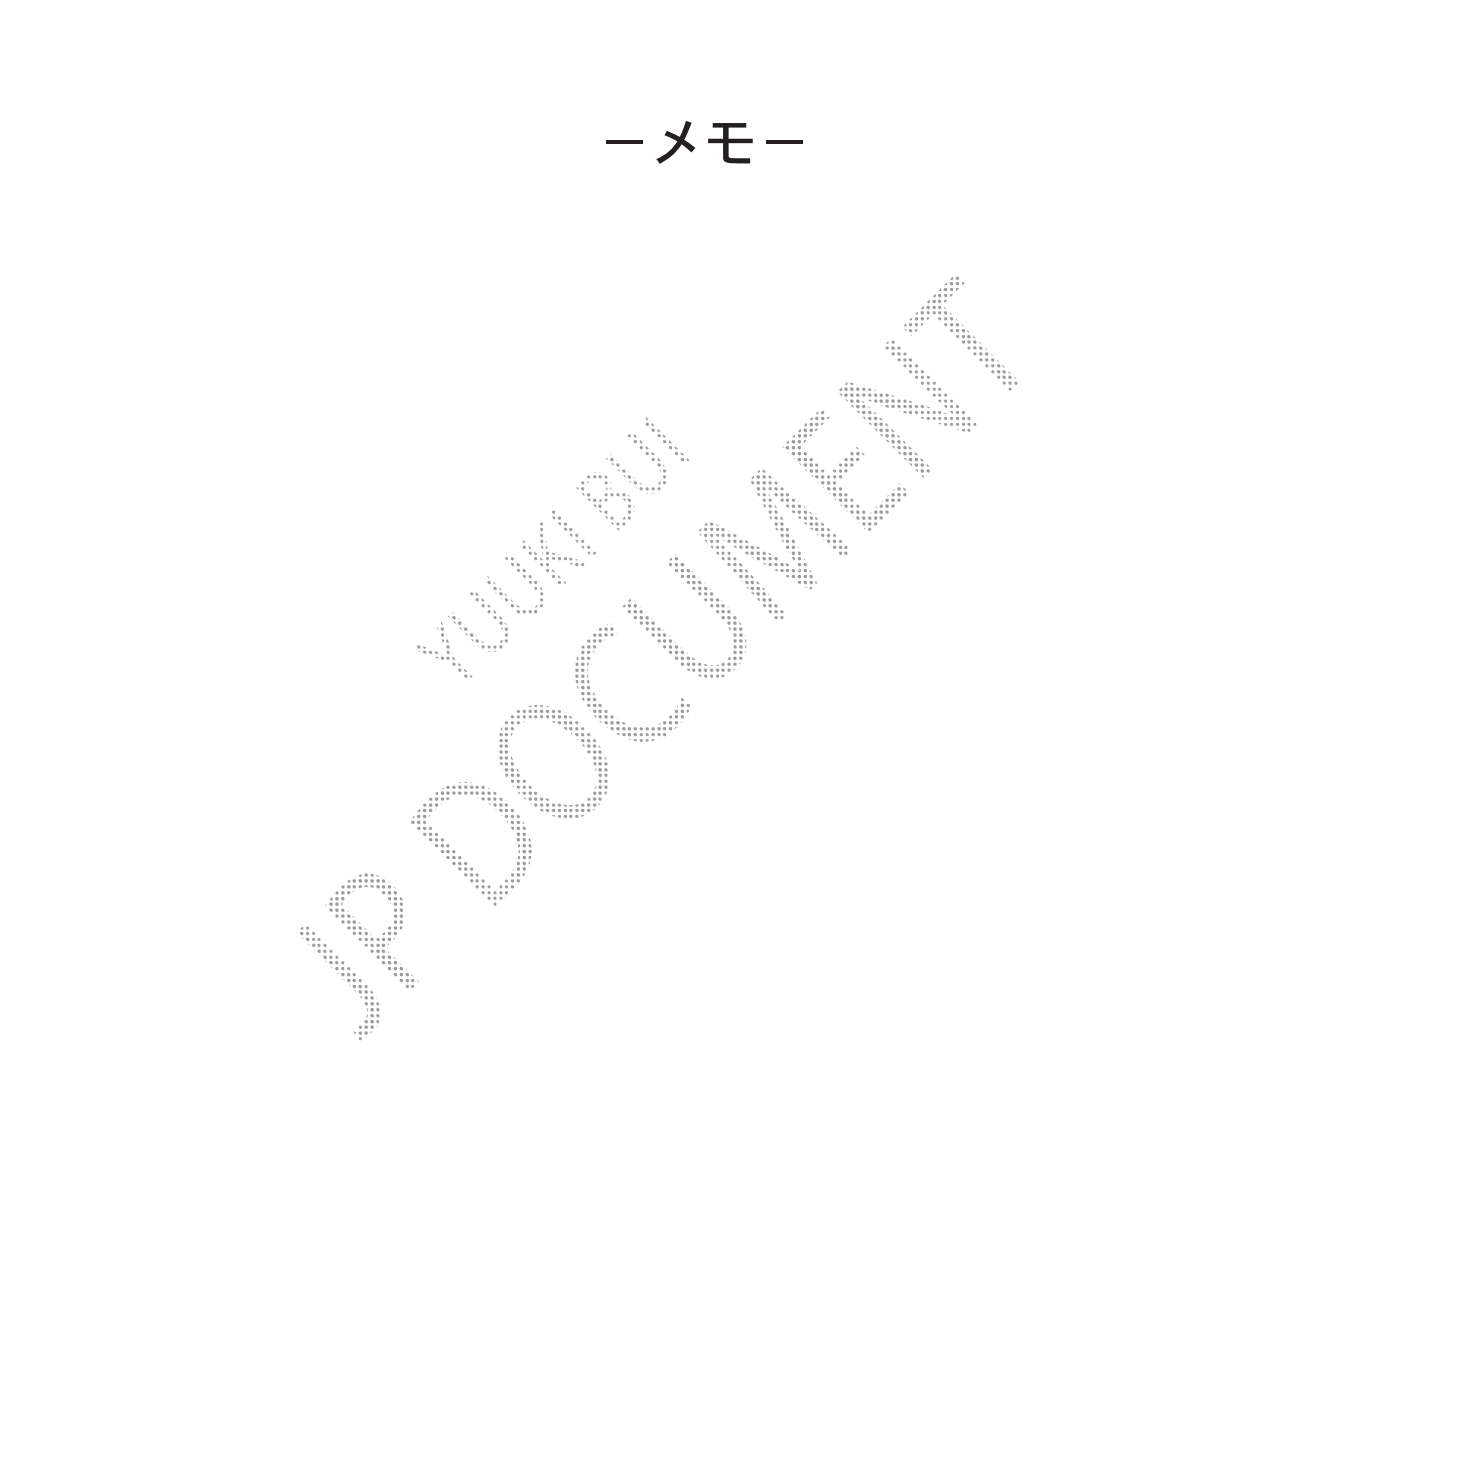 －メモ－
YUUKI BUI
JP DOCUMENT